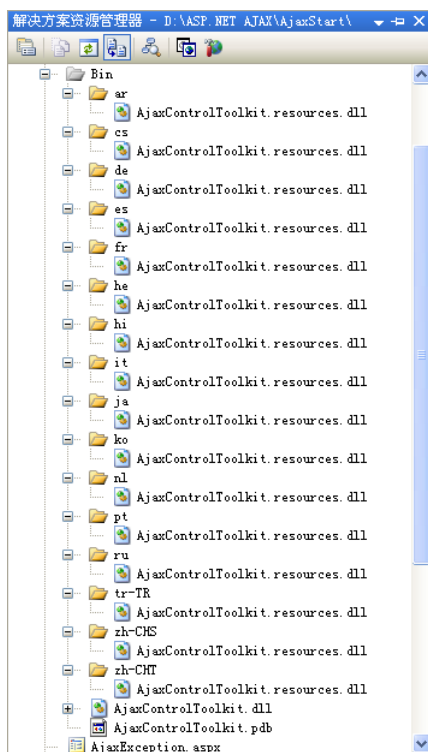 解决方案资源管理器 - D:\ASP.NET AJAX\AjaxStart\
Bin
ar
AjaxControlToolkit.resources.dll
cs
AjaxControlToolkit.resources.dll
de
AjaxControlToolkit.resources.dll
es
AjaxControlToolkit.resources.dll
fr
AjaxControlToolkit.resources.dll
he
AjaxControlToolkit.resources.dll
hi
AjaxControlToolkit.resources.dll
it
AjaxControlToolkit.resources.dll
ja
AjaxControlToolkit.resources.dll
ko
AjaxControlToolkit.resources.dll
nl
AjaxControlToolkit.resources.dll
pt
AjaxControlToolkit.resources.dll
ru
AjaxControlToolkit.resources.dll
tr-TR
AjaxControlToolkit.resources.dll
zh-CHS
AjaxControlToolkit.resources.dll
zh-CHT
AjaxControlToolkit.resources.dll
AjaxControlToolkit.dll
AjaxControlToolkit.pdb
AjaxException.aspx